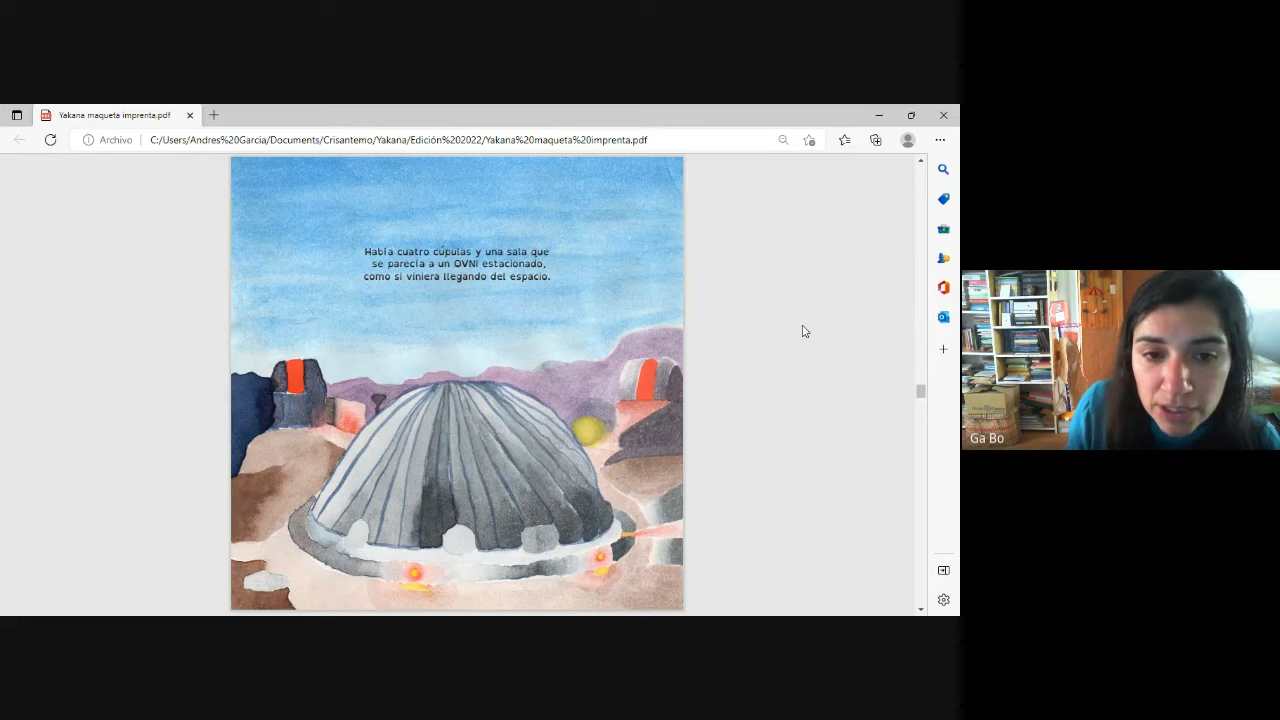 Yakana maqueta imprenta.pdf
Archivo
C:/Users/Andres%20Garcia/Documents/Crisantemo/Yakana/Edición%202022/Yakana%20maqueta%20imprenta.pdf
Había cuatro cúpulas y una sala que
se parecía a un OVNI estacionado,
como si viniera llegando del espacio.
Ga Bo